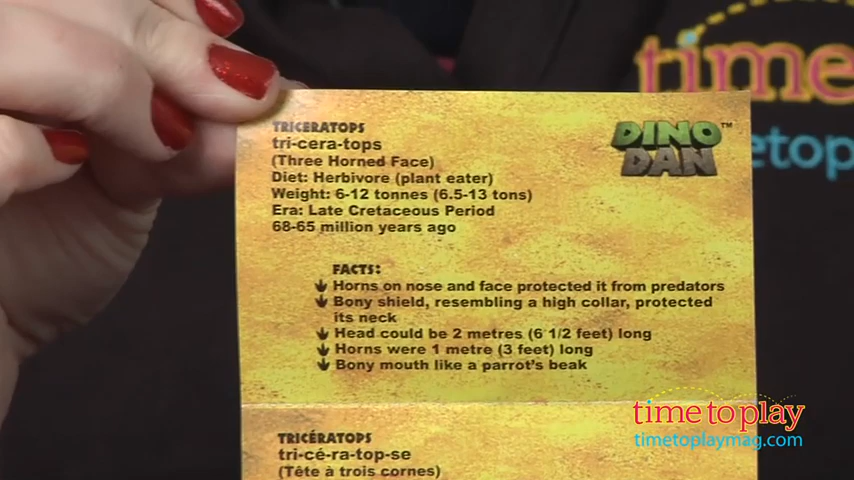 time
etop
TRICERATOPS
tri-cera-tops
(Three Horned Face)
Diet: Herbivore (plant eater)
Weight: 6-12 tonnes (6.5-13 tons)
Era: Late Cretaceous Period
68-65 million years ago
DINO
DAN™
FACTS:
Horns on nose and face protected it from predators
Bony shield, resembling a high collar, protected
its neck
Head could be 2 metres (6 1/2 feet) long
Horns were 1 metre (3 feet) long
Bony mouth like a parrot's beak
TRICÉRATOPS
tri-cé-ra-top-se
(Tête à trois cornes)
time to play
timetoplaymag.com